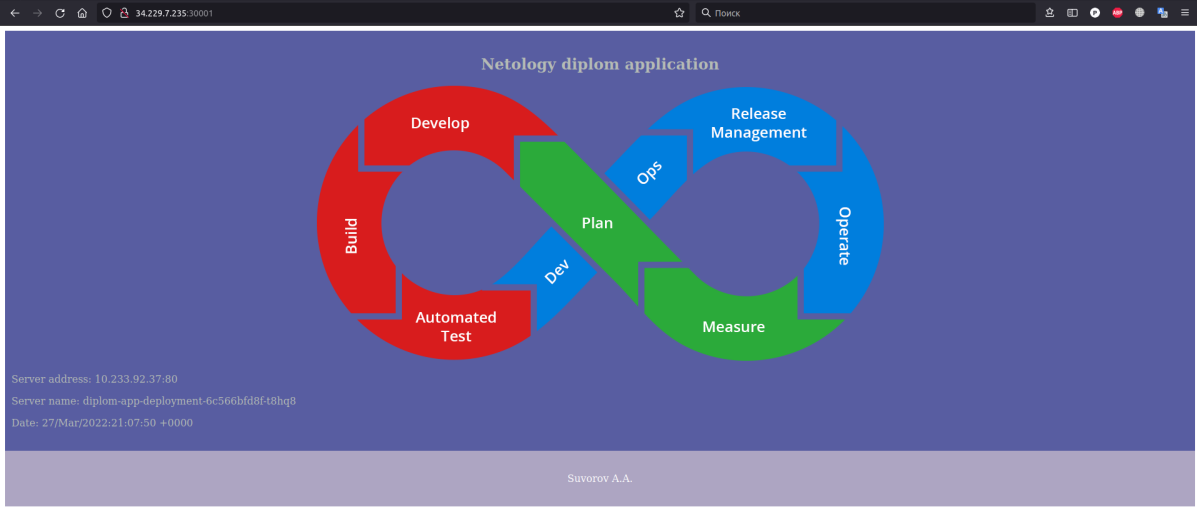 34.229.7.235:30001
Поиск
ABP
Netology diplom application
Develop
Release
Management
Ops
Build
Plan
Operate
Dev
Automated
Test
Measure
Server address: 10.233.92.37:80
Server name: diplom-app-deployment-6c566bfd8f-t8hq8
Date: 27/Mar/2022:21:07:50 +0000
Suvorov A.A.